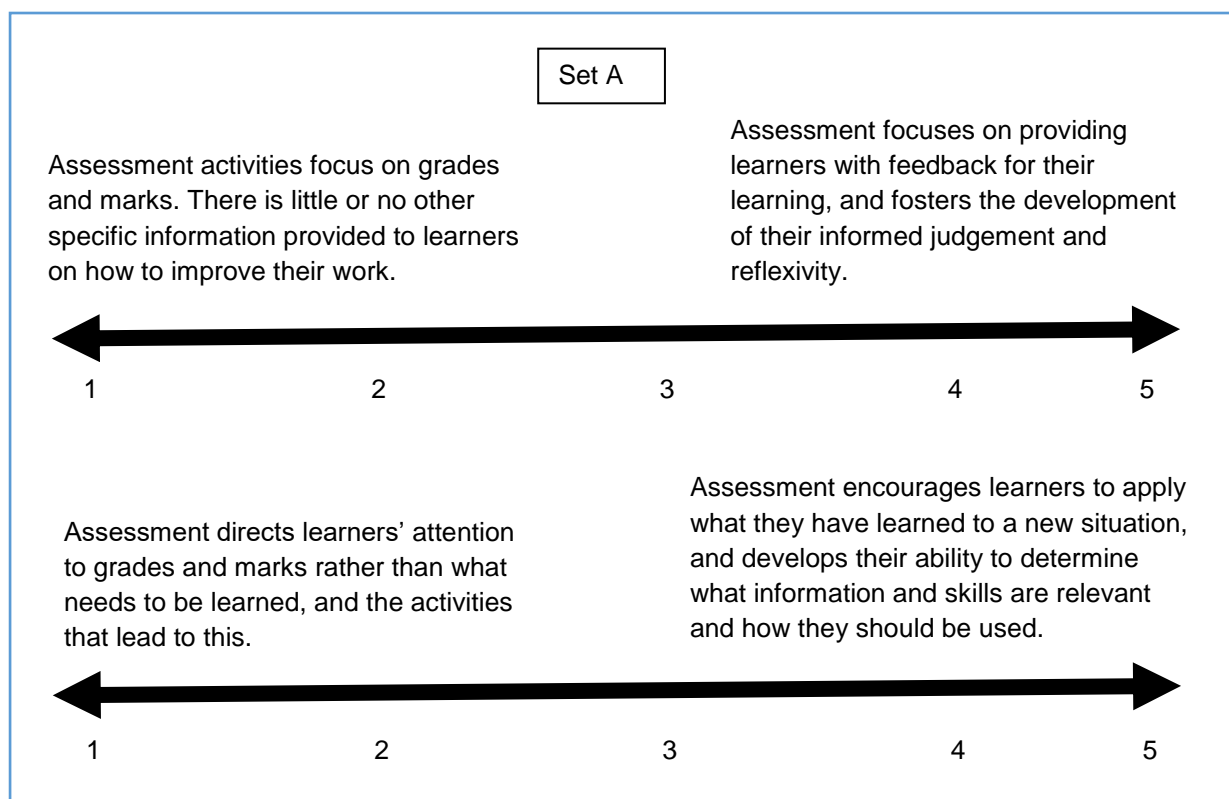 Set A
Assessment activities focus on grades
and marks. There is little or no other
specific information provided to learners
on how to improve their work.
Assessment focuses on providing
learners with feedback for their
learning, and fosters the development
of their informed judgement and
reflexivity.
1 2 3 4 5
Assessment directs learners’ attention
to grades and marks rather than what
needs to be learned, and the activities
that lead to this.
Assessment encourages learners to apply
what they have learned to a new situation,
and develops their ability to determine
what information and skills are relevant
and how they should be used.
1 2 3 4 5